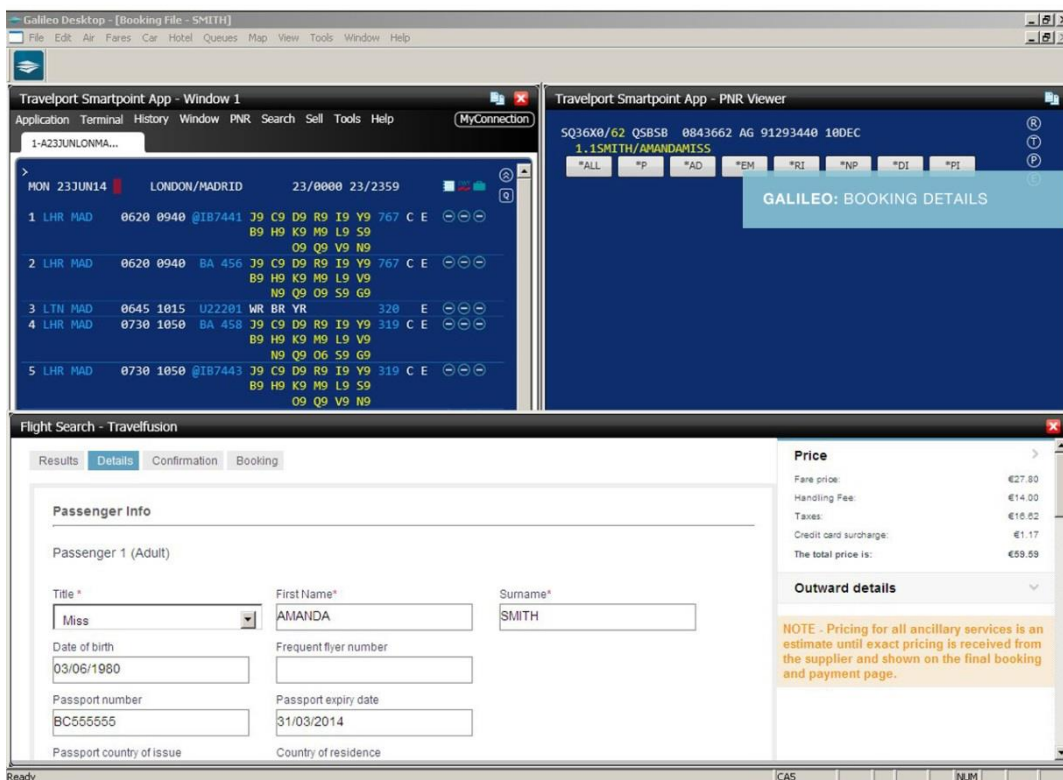 Galileo Desktop - [Booking File - SMITH]
File Edit Air Fares Car Hotel Queues Map View Tools Window Help
Travelport Smartpoint App - Window 1
Application Terminal History Window PNR Search Sell Tools Help MyConnection
1-A23JUNLONMA...
>
MON 23JUN14 LONDON/MADRID 23/0000 23/2359
Q
1 LHR MAD 0620 0940 @IB7441 J9 C9 D9 R9 I9 Y9 767 C E
B9 H9 K9 M9 L9 S9
O9 Q9 V9 N9
2 LHR MAD 0620 0940 BA 456 J9 C9 D9 R9 I9 Y9 767 C E
B9 H9 K9 M9 L9 V9
N9 Q9 O9 S9 G9
3 LTN MAD 0645 1015 U22201 WR BR YR 320 E
4 LHR MAD 0730 1050 BA 458 J9 C9 D9 R9 I9 Y9 319 C E
B9 H9 K9 M9 L9 V9
N9 Q9 O6 S9 G9
5 LHR MAD 0730 1050 @IB7443 J9 C9 D9 R9 I9 Y9 319 C E
B9 H9 K9 M9 L9 S9
O9 Q9 V9 N9
Travelport Smartpoint App - PNR Viewer
SQ36X0/62 QSBSB 0843662 AG 91293440 10DEC
1.1SMITH/AMANDAMISS
*ALL *P *AD *EM *RI *NP *DI *PI
R
T
P
GALILEO: BOOKING DETAILS
Flight Search - Travelfusion
Results Details Confirmation Booking
Passenger Info
Passenger 1 (Adult)
Title * First Name* Surname*
Miss AMANDA SMITH
Date of birth Frequent flyer number
03/06/1980
Passport number Passport expiry date
BC555555 31/03/2014
Passport country of issue Country of residence
Price
Fare price: €27.80
Handling Fee: €14.00
Taxes: €16.62
Credit card surcharge: €1.17
The total price is: €59.59
Outward details
NOTE - Pricing for all ancillary services is an
estimate until exact pricing is received from
the supplier and shown on the final booking
and payment page.
Ready CAS NUM